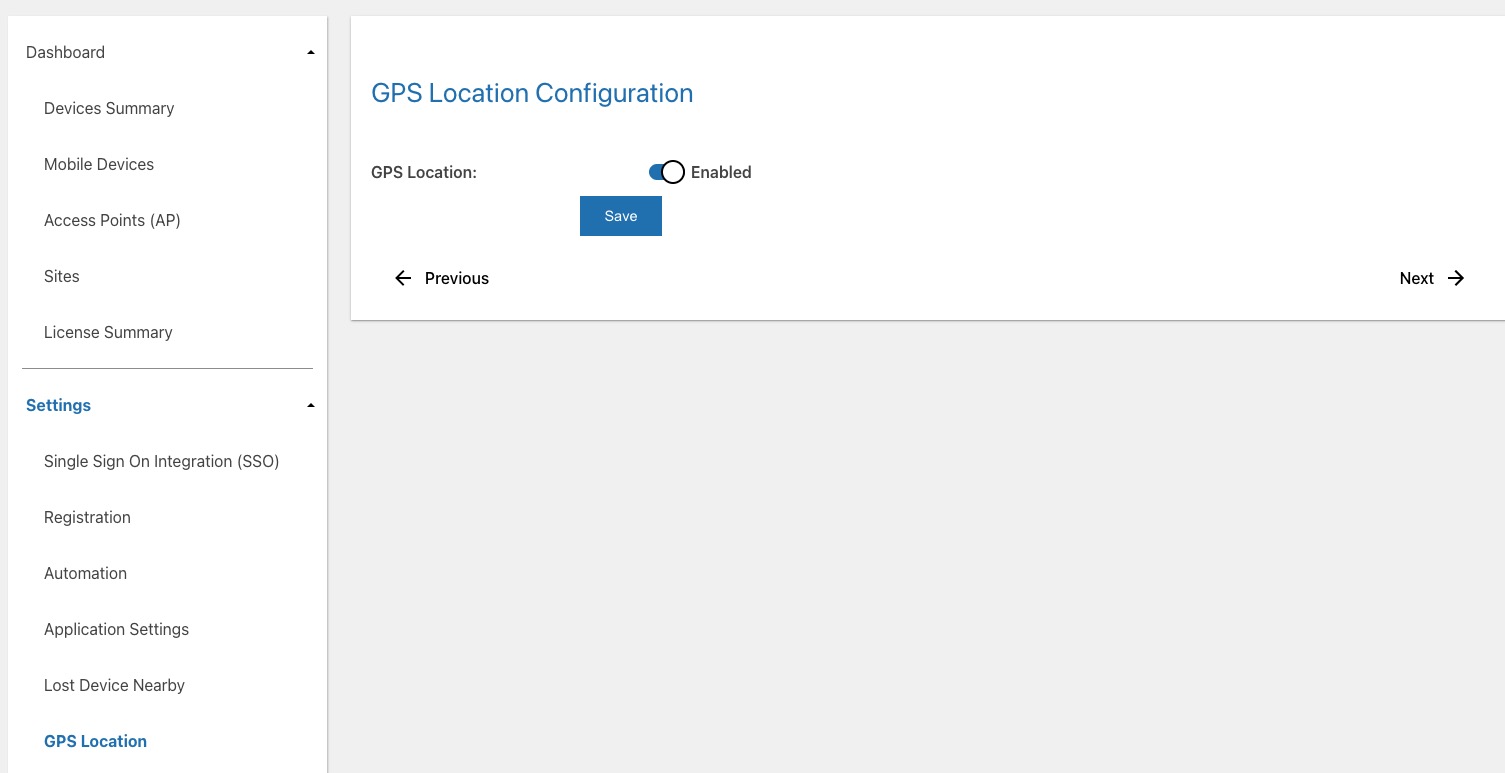 Dashboard
Devices Summary
Mobile Devices
Access Points (AP)
Sites
License Summary
Settings
Single Sign On Integration (SSO)
Registration
Automation
Application Settings
Lost Device Nearby
GPS Location
GPS Location Configuration
GPS Location: Enabled
Save
Previous Next